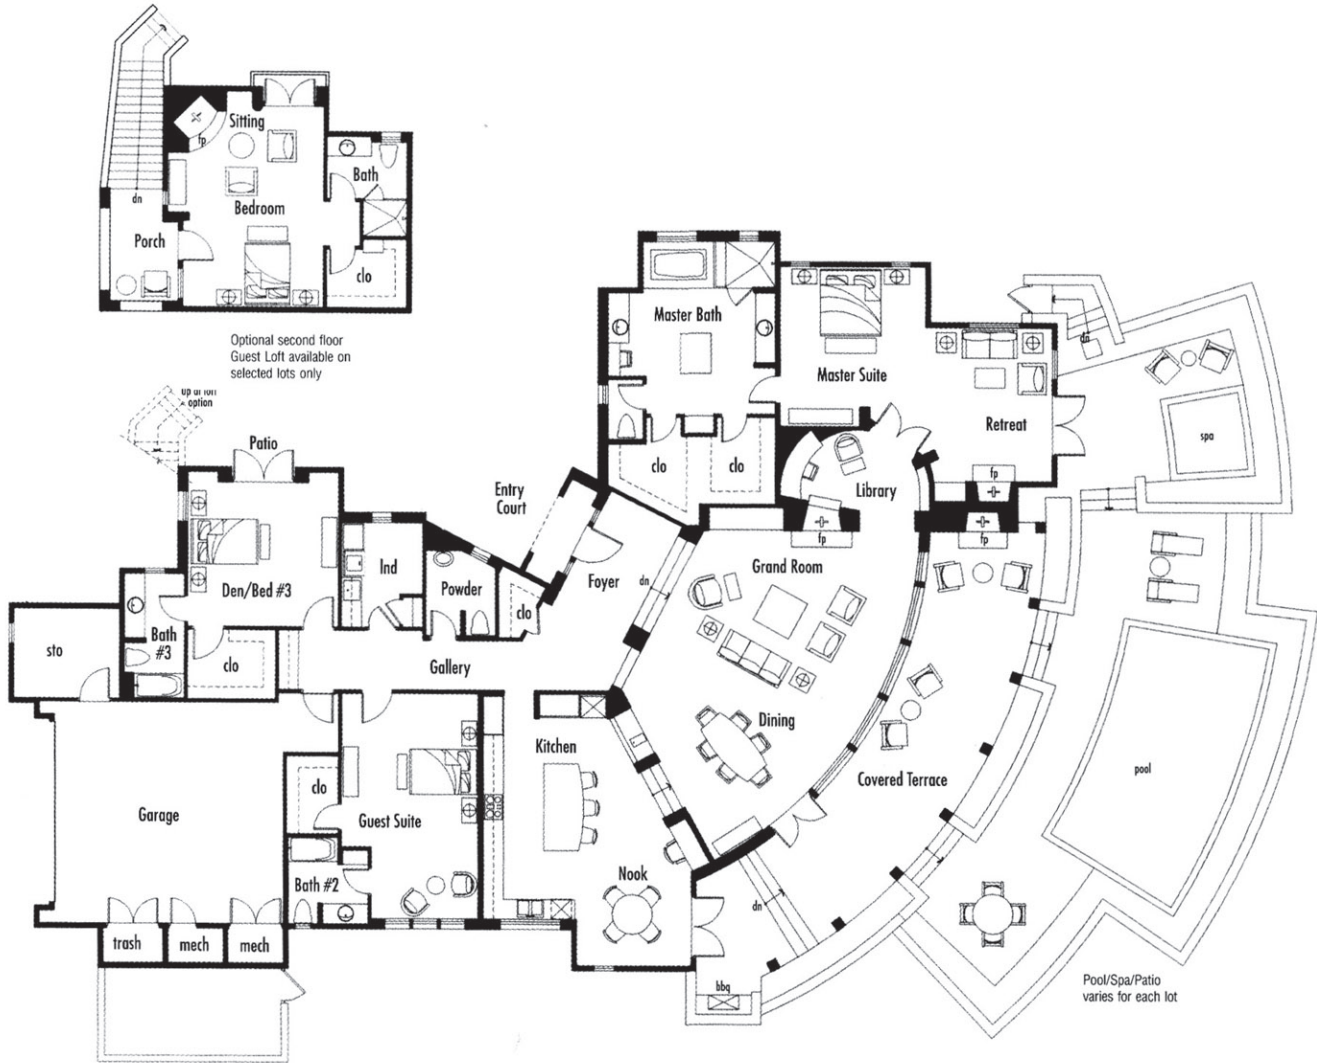 Sitting
fp
Bath
dn
Bedroom
Porch
clo
Optional second floor
Guest Loft available on
selected lots only
option
Patio
Master Bath
Master Suite
dn
Retreat
spa
clo
clo
Library
fp
fp
fp
Entry
Court
Foyer
dn
Grand Room
lnd
Powder
clo
Den/Bed #3
sto
Bath
#3
clo
Gallery
Dining
Kitchen
Covered Terrace
pool
clo
Garage
Guest Suite
Bath #2
Nook
dn
trash
mech
mech
bbq
Pool/Spa/Patio
varies for each lot